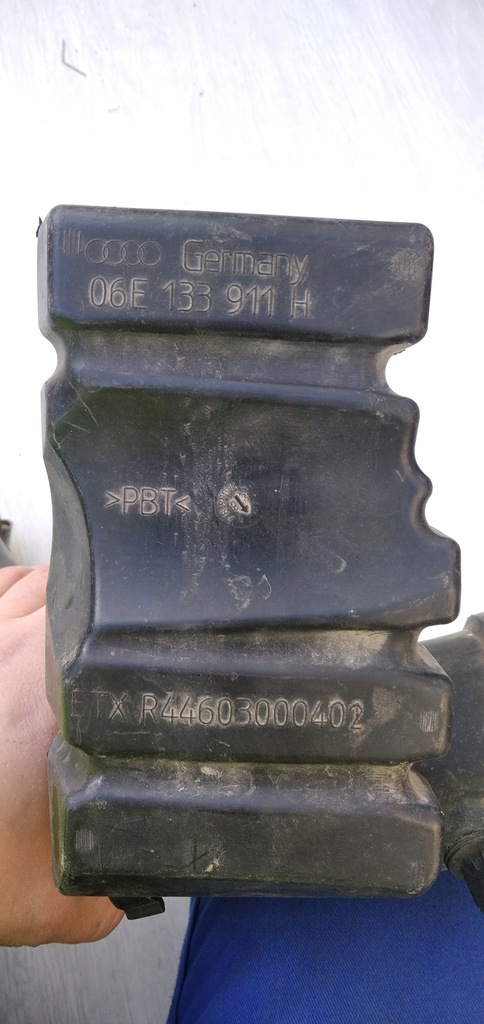 Germany
06E 133 911 H
>PBT<
ETX R44603000402